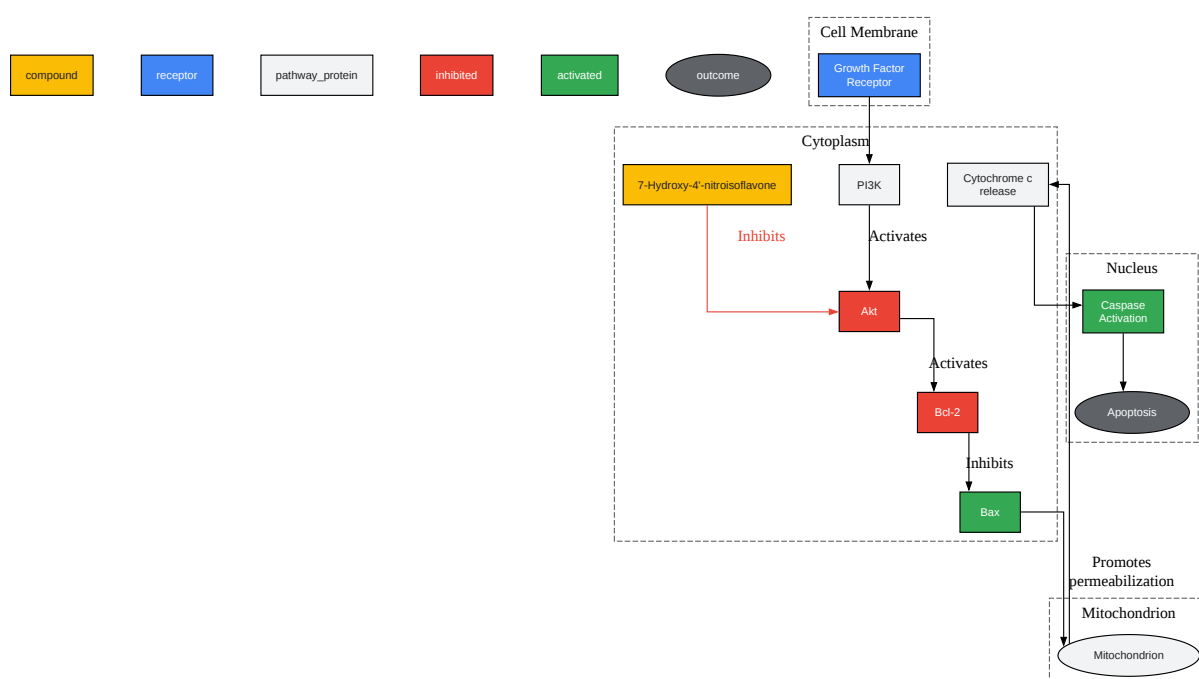 compound
receptor
pathway_protein
inhibited
activated
outcome
Cell Membrane
Growth Factor
Receptor
Cytoplasm
7-Hydroxy-4'-nitroisoflavone
PI3K
Cytochrome c
release
Inhibits
Activates
Nucleus
Caspase
Activation
Akt
Activates
Bcl-2
Apoptosis
Inhibits
Bax
Promotes
permeabilization
Mitochondrion
Mitochondrion